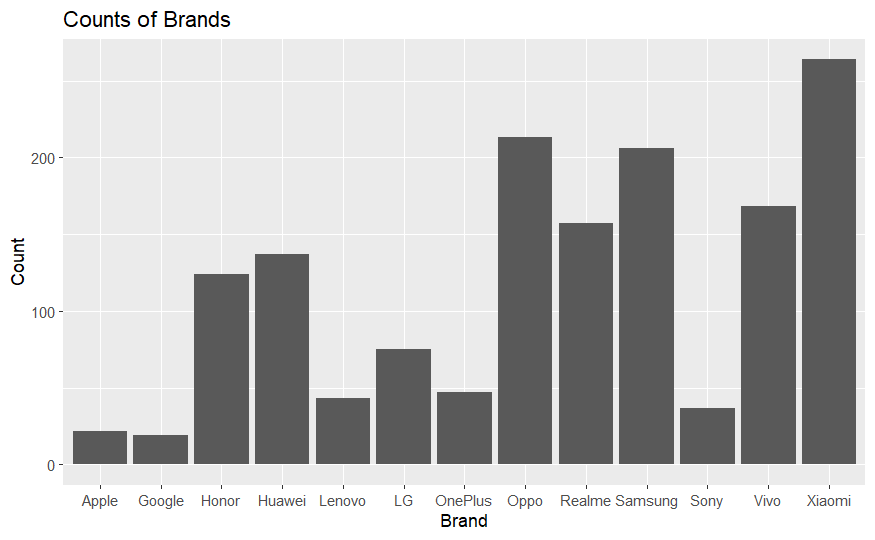 Counts of Brands
Count
200
100
0
Apple Google Honor Huawei Lenovo LG OnePlus Oppo Realme Samsung Sony Vivo Xiaomi
Brand